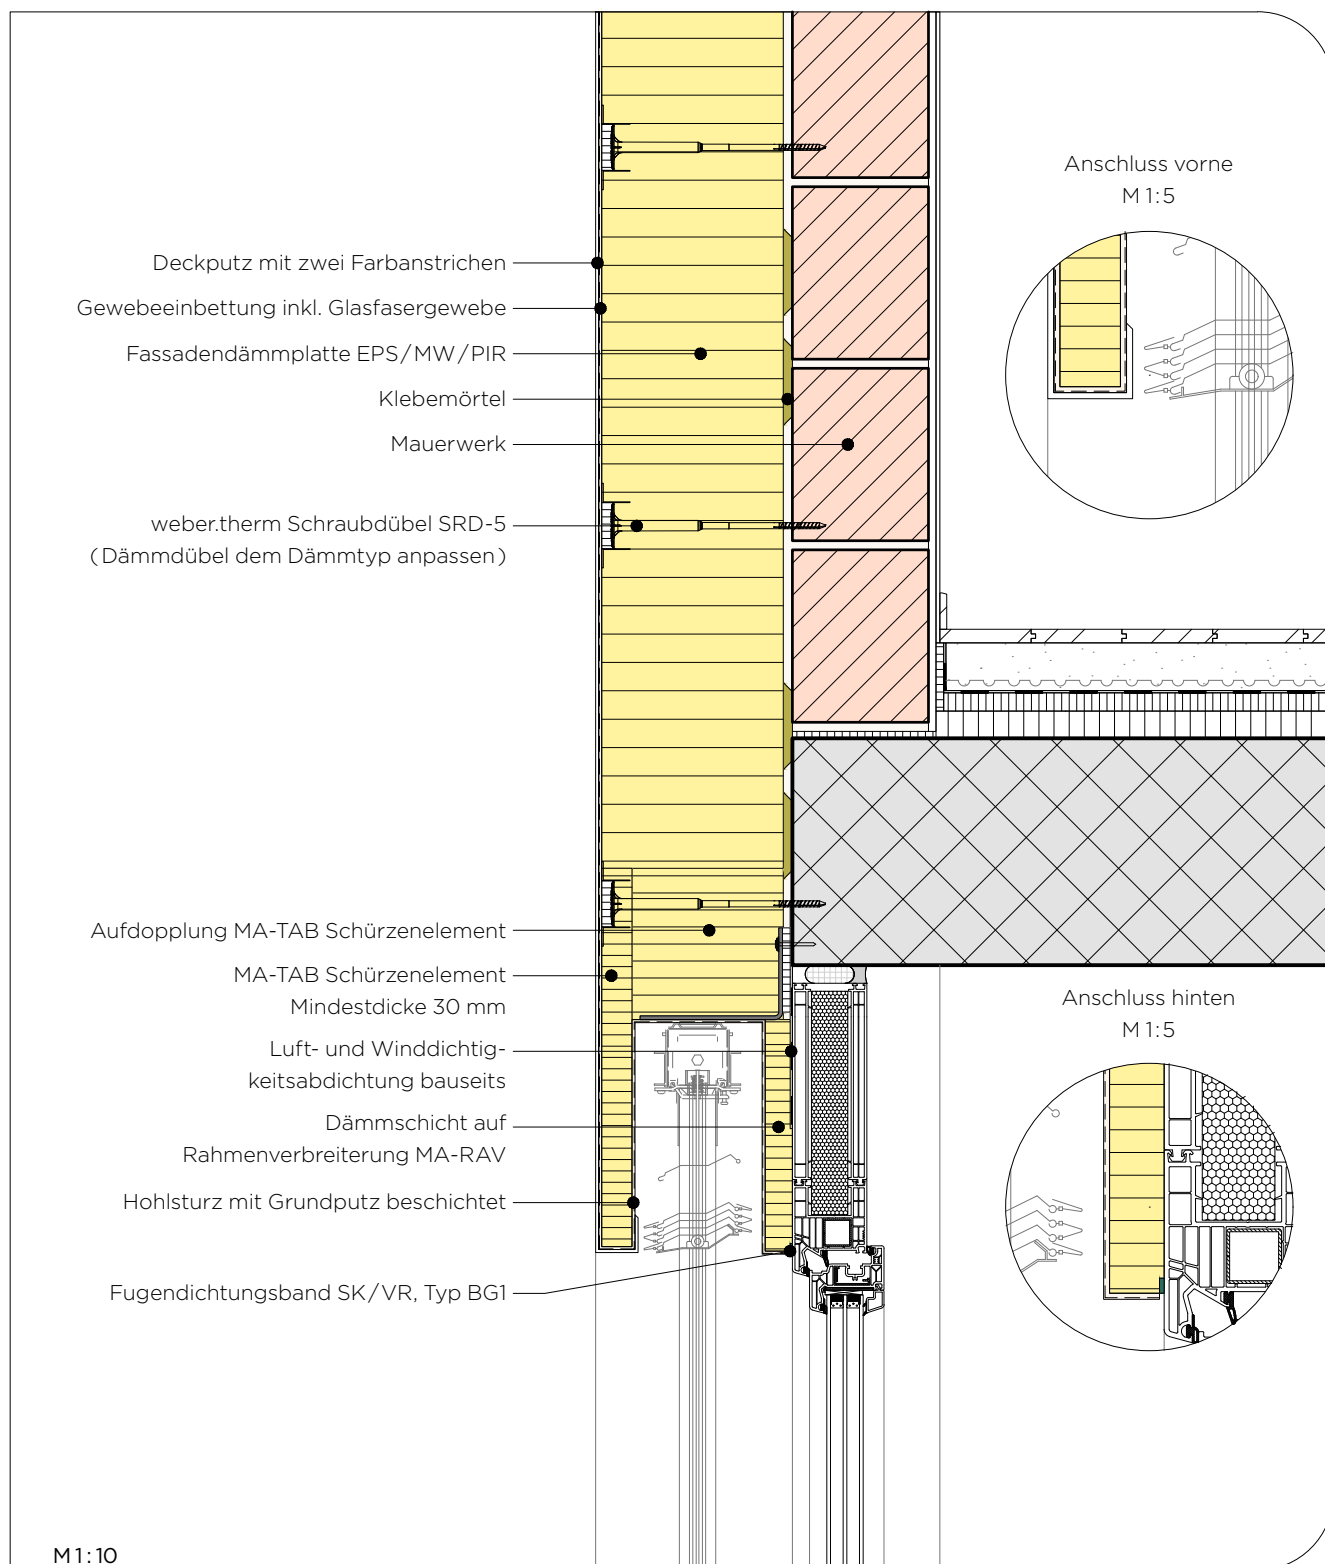 Anschluss vorne
M 1:5
Deckputz mit zwei Farbanstrichen
Gewebeeinbettung inkl. Glasfasergewebe
Fassadendämmplatte EPS/MW/PIR
Klebemörtel
Mauerwerk
weber.therm Schraubdübel SRD-5
(Dämmdübel dem Dämmtyp anpassen)
Aufdopplung MA-TAB Schürzenelement
MA-TAB Schürzenelement
Mindestdicke 30 mm
Anschluss hinten
M 1:5
Luft- und Winddichtig-
keitsabdichtung bauseits
Dämmschicht auf
Rahmenverbreiterung MA-RAV
Hohlsturz mit Grundputz beschichtet
Fugendichtungsband SK/VR, Typ BG1
M 1:10